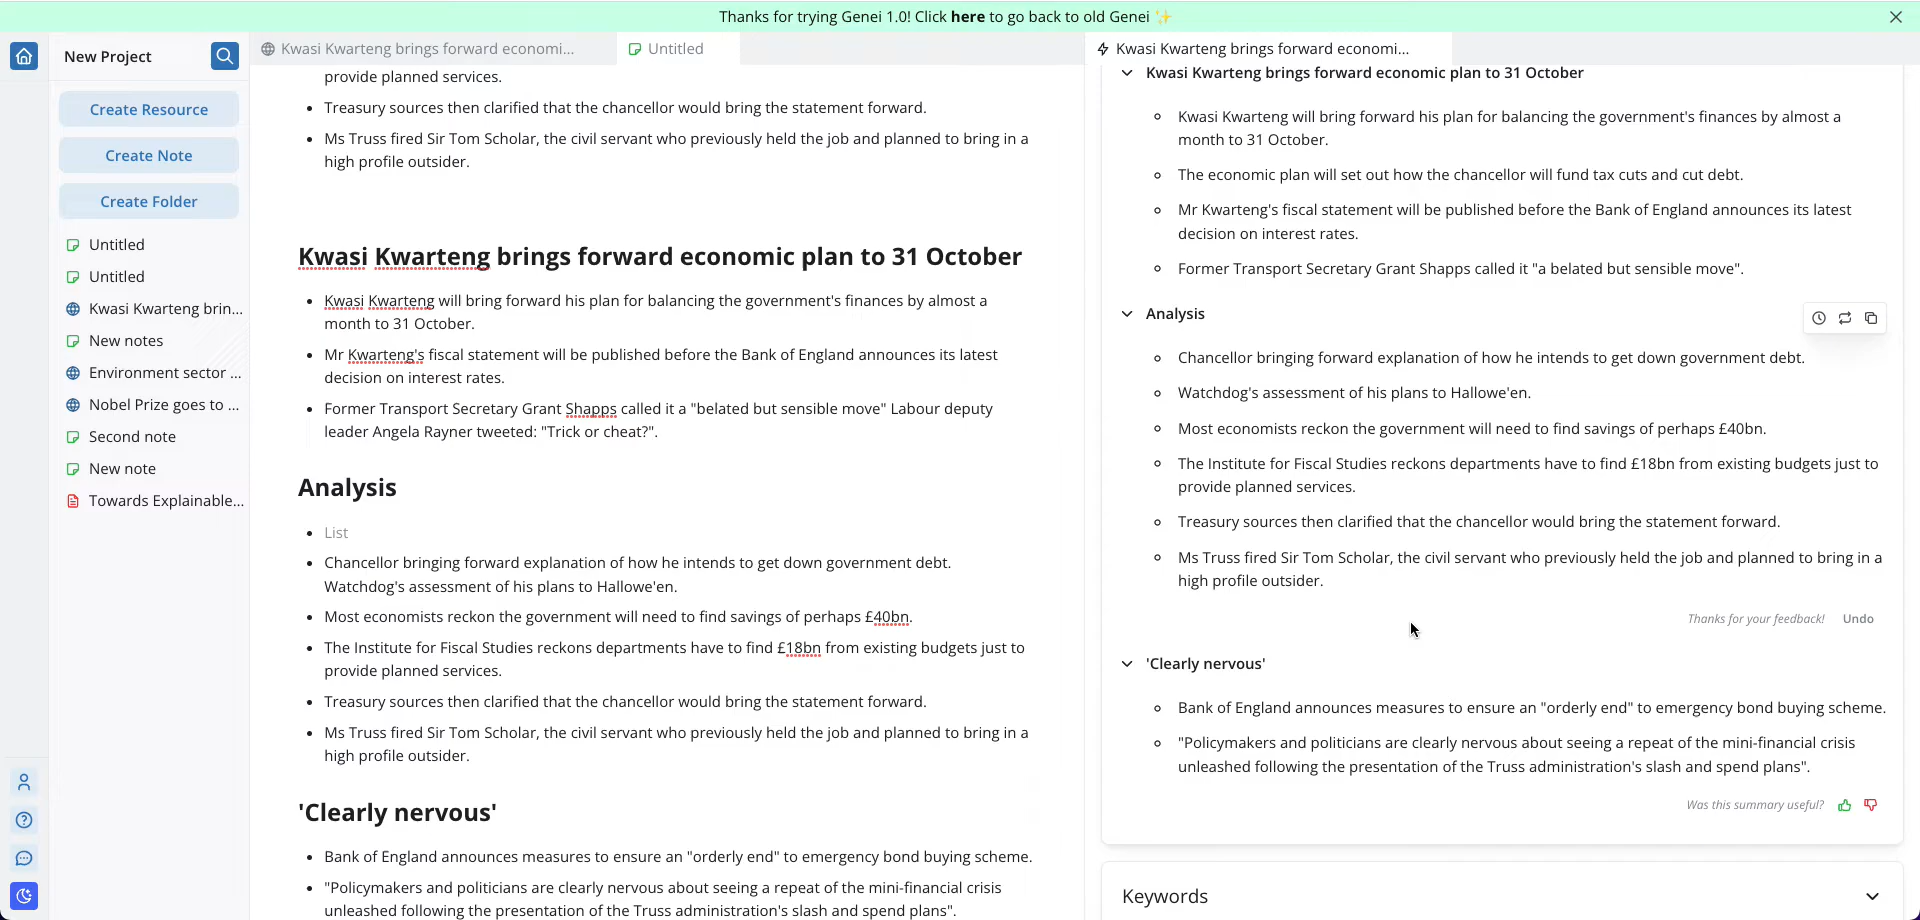 Thanks for trying Genei 1.0! Click here to go back to old Genei ✨
New Project
Create Resource
Create Note
Create Folder
Untitled
Untitled
Kwasi Kwarteng brin...
New notes
Environment sector ...
Nobel Prize goes to ...
Second note
New note
Towards Explainable...
Kwasi Kwarteng brings forward economi...
Untitled
provide planned services.
Treasury sources then clarified that the chancellor would bring the statement forward.
Ms Truss fired Sir Tom Scholar, the civil servant who previously held the job and planned to bring in a
high profile outsider.
Kwasi Kwarteng brings forward economic plan to 31 October
Kwasi Kwarteng will bring forward his plan for balancing the government's finances by almost a
month to 31 October.
Mr Kwarteng's fiscal statement will be published before the Bank of England announces its latest
decision on interest rates.
Former Transport Secretary Grant Shapps called it a "belated but sensible move" Labour deputy
leader Angela Rayner tweeted: "Trick or cheat?".
Analysis
List
Chancellor bringing forward explanation of how he intends to get down government debt.
Watchdog's assessment of his plans to Hallowe'en.
Most economists reckon the government will need to find savings of perhaps £40bn.
The Institute for Fiscal Studies reckons departments have to find £18bn from existing budgets just to
provide planned services.
Treasury sources then clarified that the chancellor would bring the statement forward.
Ms Truss fired Sir Tom Scholar, the civil servant who previously held the job and planned to bring in a
high profile outsider.
'Clearly nervous'
Bank of England announces measures to ensure an "orderly end" to emergency bond buying scheme.
"Policymakers and politicians are clearly nervous about seeing a repeat of the mini-financial crisis
unleashed following the presentation of the Truss administration's slash and spend plans".
Kwasi Kwarteng brings forward economi...
Kwasi Kwarteng brings forward economic plan to 31 October
Kwasi Kwarteng will bring forward his plan for balancing the government's finances by almost a
month to 31 October.
The economic plan will set out how the chancellor will fund tax cuts and cut debt.
Mr Kwarteng's fiscal statement will be published before the Bank of England announces its latest
decision on interest rates.
Former Transport Secretary Grant Shapps called it "a belated but sensible move".
Analysis
Chancellor bringing forward explanation of how he intends to get down government debt.
Watchdog's assessment of his plans to Hallowe'en.
Most economists reckon the government will need to find savings of perhaps £40bn.
The Institute for Fiscal Studies reckons departments have to find £18bn from existing budgets just to
provide planned services.
Treasury sources then clarified that the chancellor would bring the statement forward.
Ms Truss fired Sir Tom Scholar, the civil servant who previously held the job and planned to bring in a
high profile outsider.
Thanks for your feedback! Undo
'Clearly nervous'
Bank of England announces measures to ensure an "orderly end" to emergency bond buying scheme.
"Policymakers and politicians are clearly nervous about seeing a repeat of the mini-financial crisis
unleashed following the presentation of the Truss administration's slash and spend plans".
Was this summary useful?
Keywords